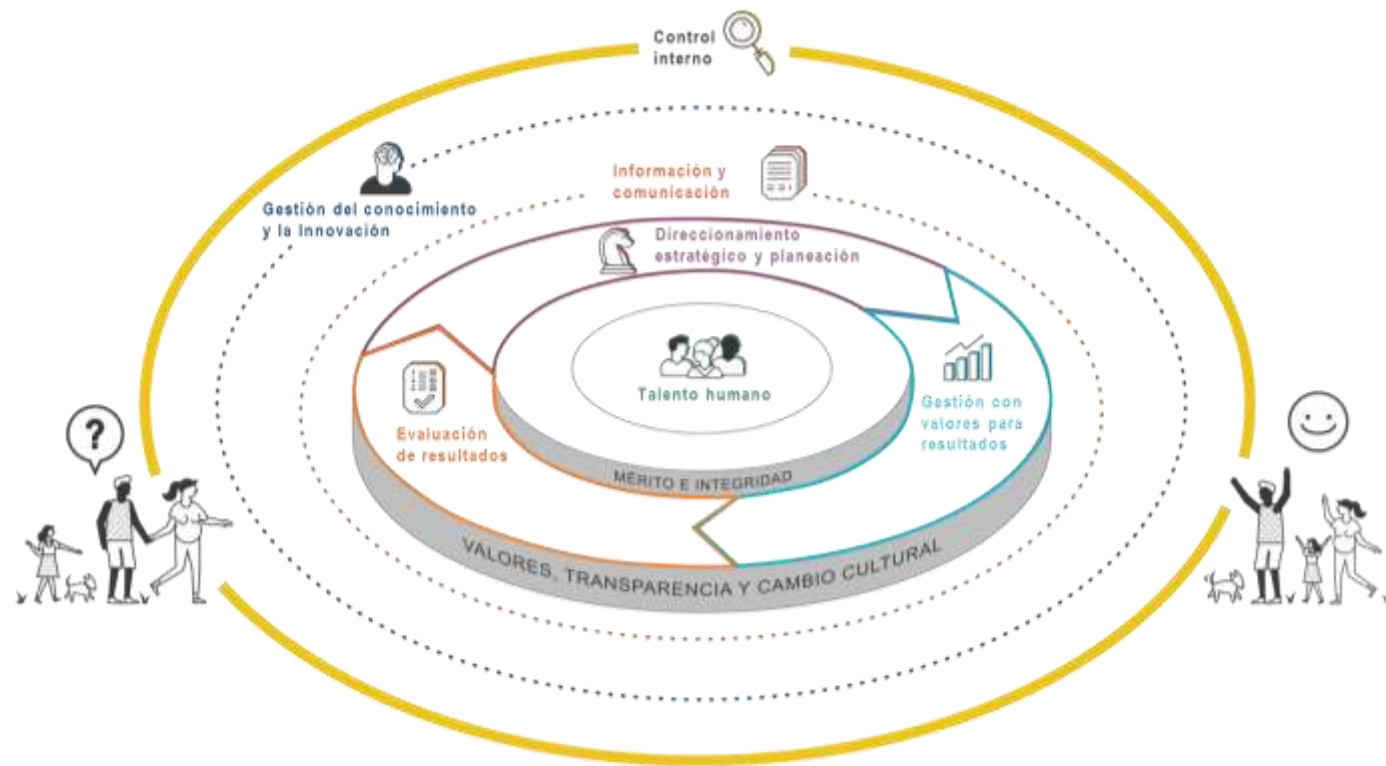 Control
interno
Información y
comunicación
Gestión del conocimiento
y la Innovación
Direccionamiento
estratégico y planeación
Talento humano
Gestión con
valores para
resultados
Evaluación
de resultados
MÉRITO E INTEGRIDAD
VALORES, TRANSPARENCIA Y CAMBIO CULTURAL
?